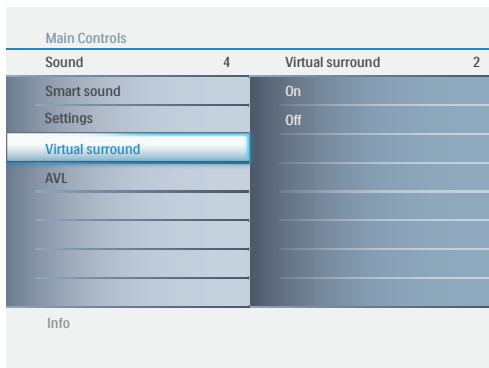 Main Controls
Sound 4 Virtual surround 2
Smart sound On
Settings Off
Virtual surround
AVL
Info